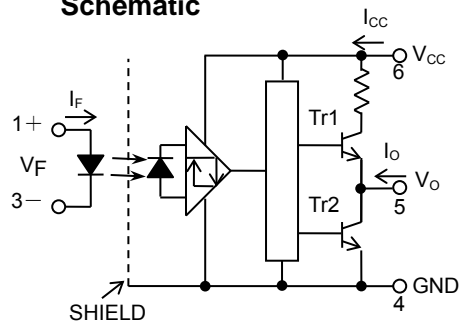 Schematic
ICC
VCC
6
IF
1+
VF
3−
Tr1
IO
VO
5
Tr2
GND
4
SHIELD